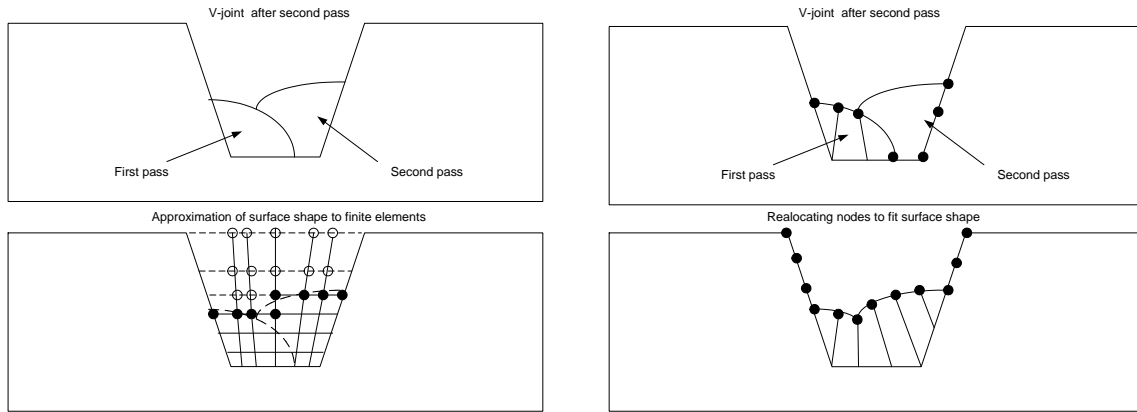 V-joint after second pass
First pass
Second pass
Approximation of surface shape to finite elements
V-joint after second pass
First pass
Second pass
Realocating nodes to fit surface shape